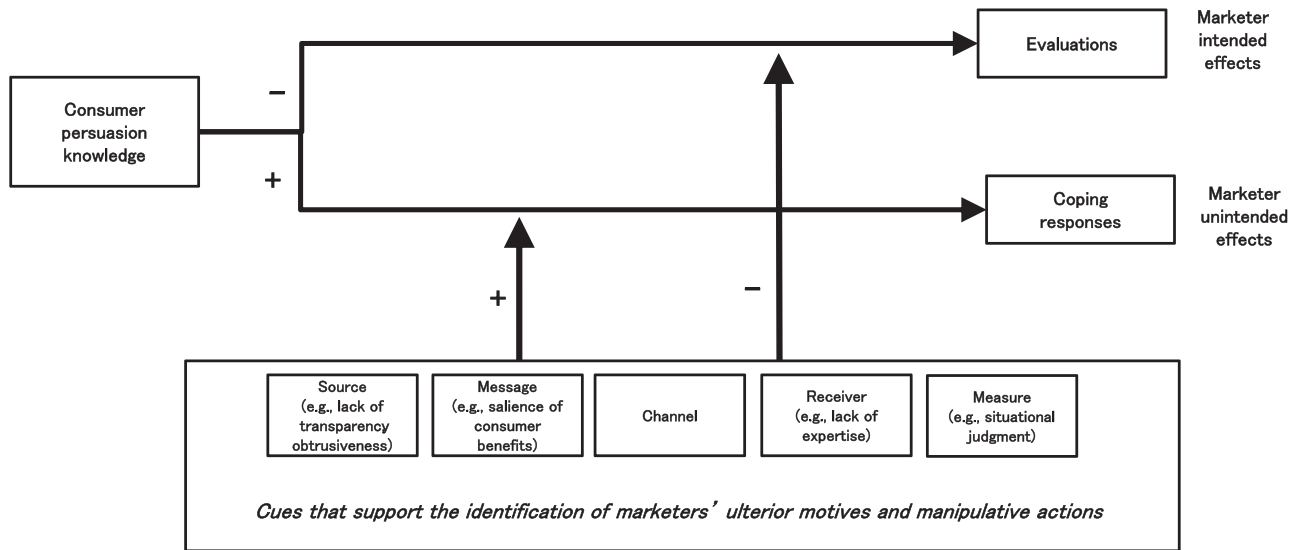 Marketer
intended
effects
Evaluations
Consumer
persuasion
knowledge
−
+
Coping
responses
Marketer
unintended
effects
+
−
Source
(e.g., lack of
transparency
obtrusiveness)
Message
(e.g., salience of
consumer
benefits)
Channel
Receiver
(e.g., lack of
expertise)
Measure
(e.g., situational
judgment)
Cues that support the identification of marketers’ ulterior motives and manipulative actions